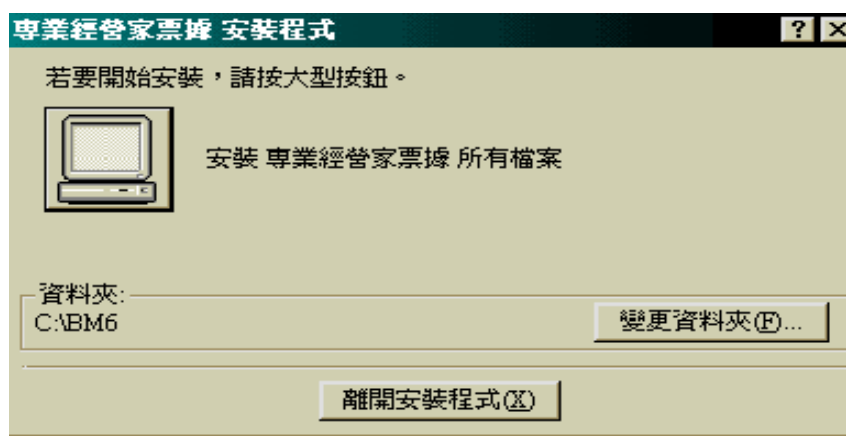 專業經營家票據 安裝程式
若要開始安裝，請按大型按鈕。
安裝 專業經營家票據 所有檔案
資料夾:
C:\BM6
變更資料夾(F)...
離開安裝程式(X)